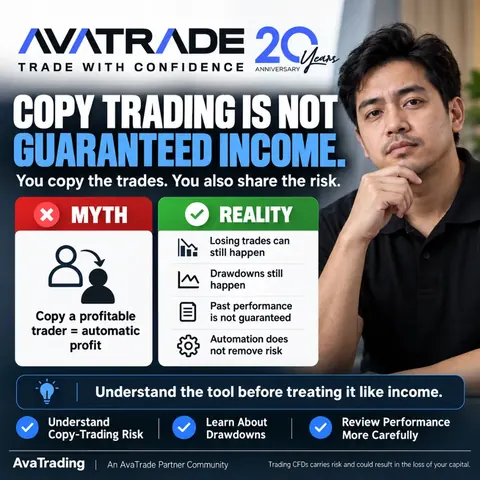 AVATRADE
TRADE WITH CONFIDENCE
20 Years
ANNIVERSARY
COPY TRADING IS NOT
GUARANTEED INCOME.
You copy the trades. You also share the risk.
MYTH
Copy a profitable
trader = automatic
profit
REALITY
Losing trades can
still happen
Drawdowns still
happen
Past performance
is not guaranteed
Automation does
not remove risk
Understand the tool before treating it like income.
Understand
Copy-Trading Risk
Learn About
Drawdowns
Review Performance
More Carefully
AvaTrading | An AvaTrade Partner Community
Trading CFDs carries risk and could result in the loss of your capital.